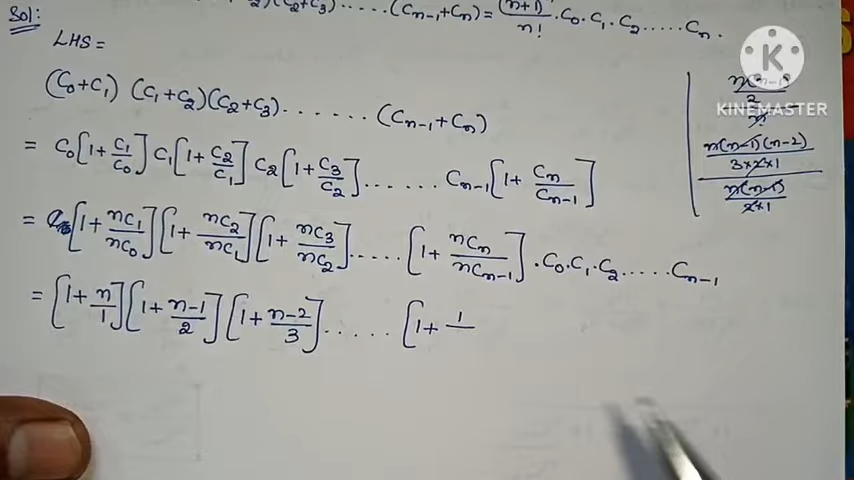 Sol:
)(C₂+C₃).....(Cₙ₋₁+Cₙ) = (n+1)ⁿ/n! . C₀.C₁.C₂.....Cₙ.
LHS =
(C₀+C₁) (C₁+C₂)(C₂+C₃)...... (Cₙ₋₁+Cₙ)
= C₀[1+C₁/C₀] C₁[1+C₂/C₁] C₂[1+C₃/C₂]...... Cₙ₋₁[1+Cₙ/Cₙ₋₁]
= [1+nC₁/nC₀][1+nC₂/nC₁][1+nC₃/nC₂]..... [1+nCₙ/nCₙ₋₁].C₀.C₁.C₂.....Cₙ₋₁
= [1+n/1][1+(n-1)/2][1+(n-2)/3]..... [1+1/
KINEMASTER
n(n-1)
2
n
n(n-1)(n-2)
3×2×1
n(n-1)
2×1